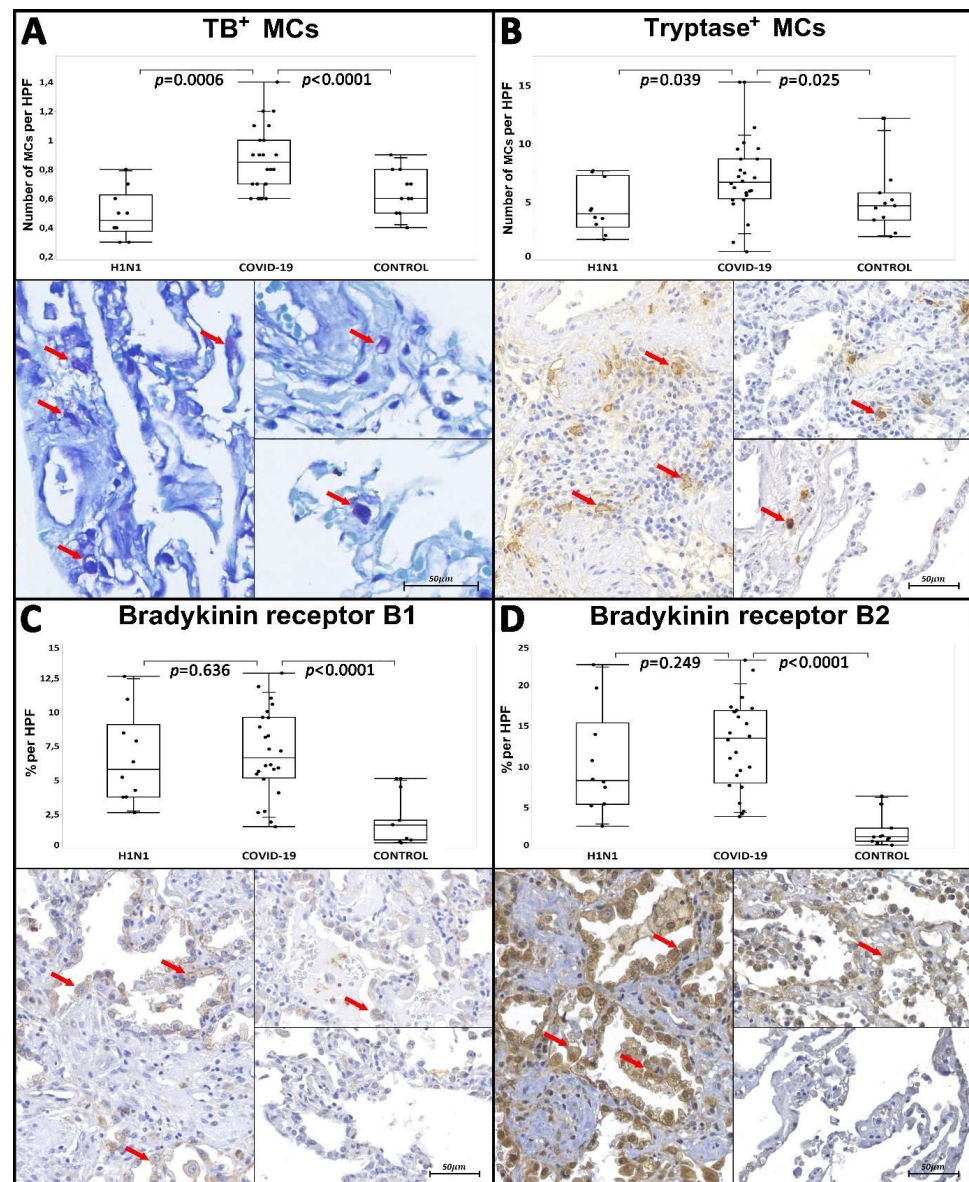 A TB⁺ MCs
Number of MCs per HPF
1,4
1,2
1
0,8
0,6
0,4
0,2
p=0.0006 p<0.0001
H1N1 COVID-19 CONTROL
50µm
B Tryptase⁺ MCs
Number of MCs per HPF
15
10
5
0
p=0.039 p=0.025
H1N1 COVID-19 CONTROL
50µm
C Bradykinin receptor B1
% per HPF
12,5
10
7,5
5
2,5
0
p=0.636 p<0.0001
H1N1 COVID-19 CONTROL
50µm
D Bradykinin receptor B2
% per HPF
25
20
15
10
5
0
p=0.249 p<0.0001
H1N1 COVID-19 CONTROL
50µm